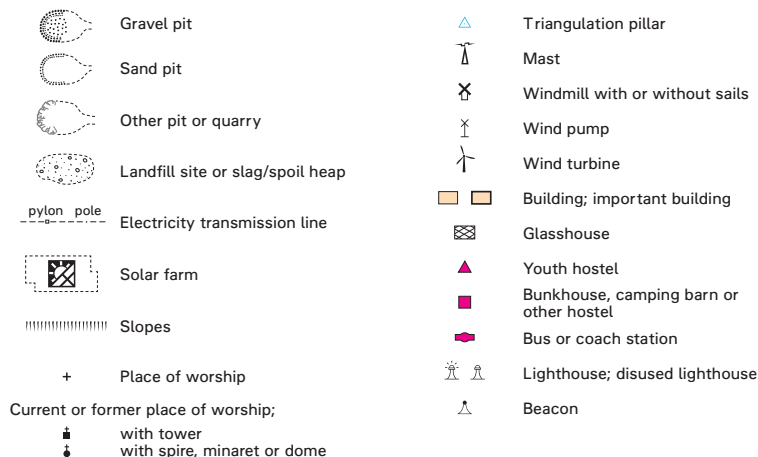 Gravel pit
Sand pit
Other pit or quarry
Landfill site or slag/spoil heap
pylon pole
Electricity transmission line
Solar farm
Slopes
Place of worship
Current or former place of worship;
with tower
with spire, minaret or dome
Triangulation pillar
Mast
Windmill with or without sails
Wind pump
Wind turbine
Building; important building
Glasshouse
Youth hostel
Bunkhouse, camping barn or
other hostel
Bus or coach station
Lighthouse; disused lighthouse
Beacon